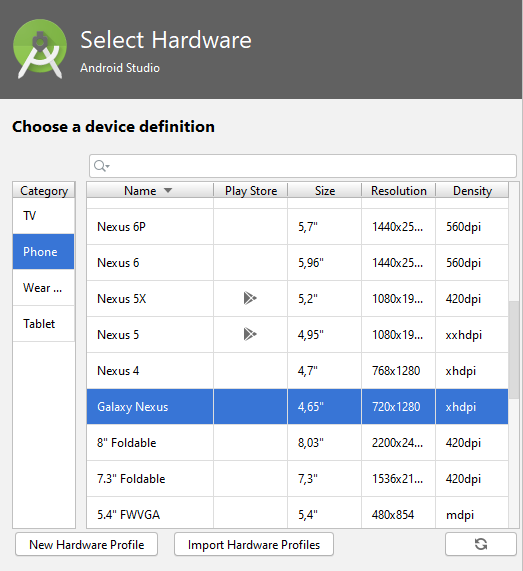 Select Hardware
Android Studio
Choose a device definition
Category Name Play Store Size Resolution Density
TV
Phone
Wear ...
Tablet
Nexus 6P 5,7" 1440x25... 560dpi
Nexus 6 5,96" 1440x25... 560dpi
Nexus 5X 5,2" 1080x19... 420dpi
Nexus 5 4,95" 1080x19... xxhdpi
Nexus 4 4,7" 768x1280 xhdpi
Galaxy Nexus 4,65" 720x1280 xhdpi
8" Foldable 8,03" 2200x24... 420dpi
7.3" Foldable 7,3" 1536x21... 420dpi
5.4" FWVGA 5,4" 480x854 mdpi
New Hardware Profile Import Hardware Profiles